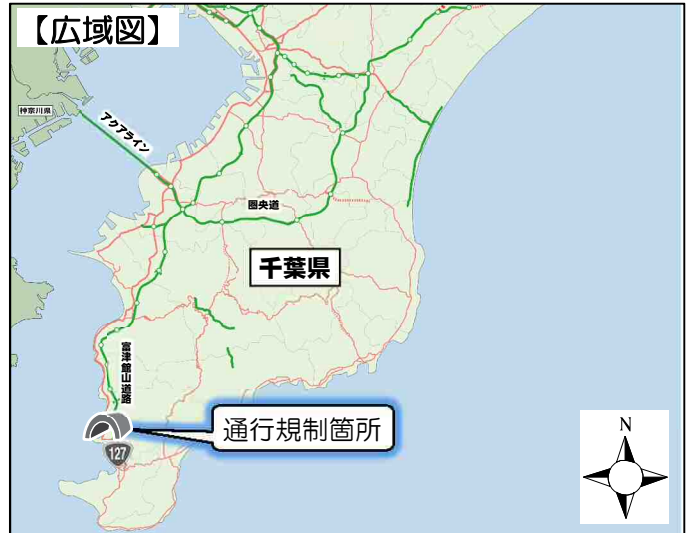 【広域図】
神奈川県
アクアライン
圏央道
千葉県
富津館山道路
通行規制箇所
127
N